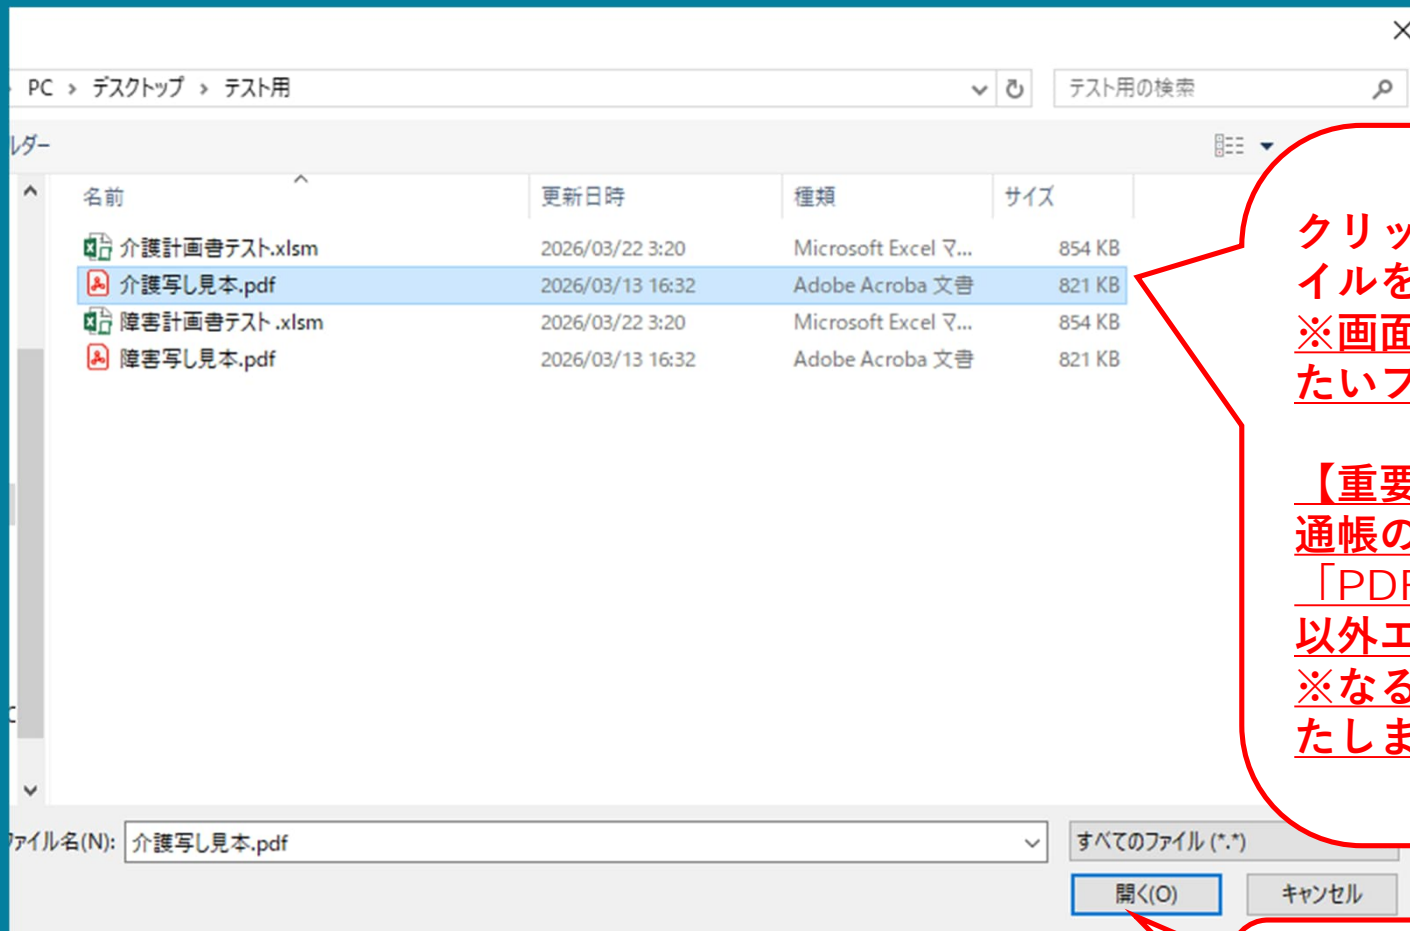 PC › デスクトップ › テスト用
テスト用の検索
ルダー
名前 更新日時 種類 サイズ
介護計画書テスト.xlsm 2026/03/22 3:20 Microsoft Excel マ... 854 KB
介護写し見本.pdf 2026/03/13 16:32 Adobe Acroba 文書 821 KB
障害計画書テスト .xlsm 2026/03/22 3:20 Microsoft Excel マ... 854 KB
障害写し見本.pdf 2026/03/13 16:32 Adobe Acroba 文書 821 KB
クリッ
イルを
※画面
たいフ
【重要
通帳の
「PDF
以外エ
※なる
たしま
ファイル名(N): 介護写し見本.pdf
すべてのファイル (*.*)
開く(O) キャンセル